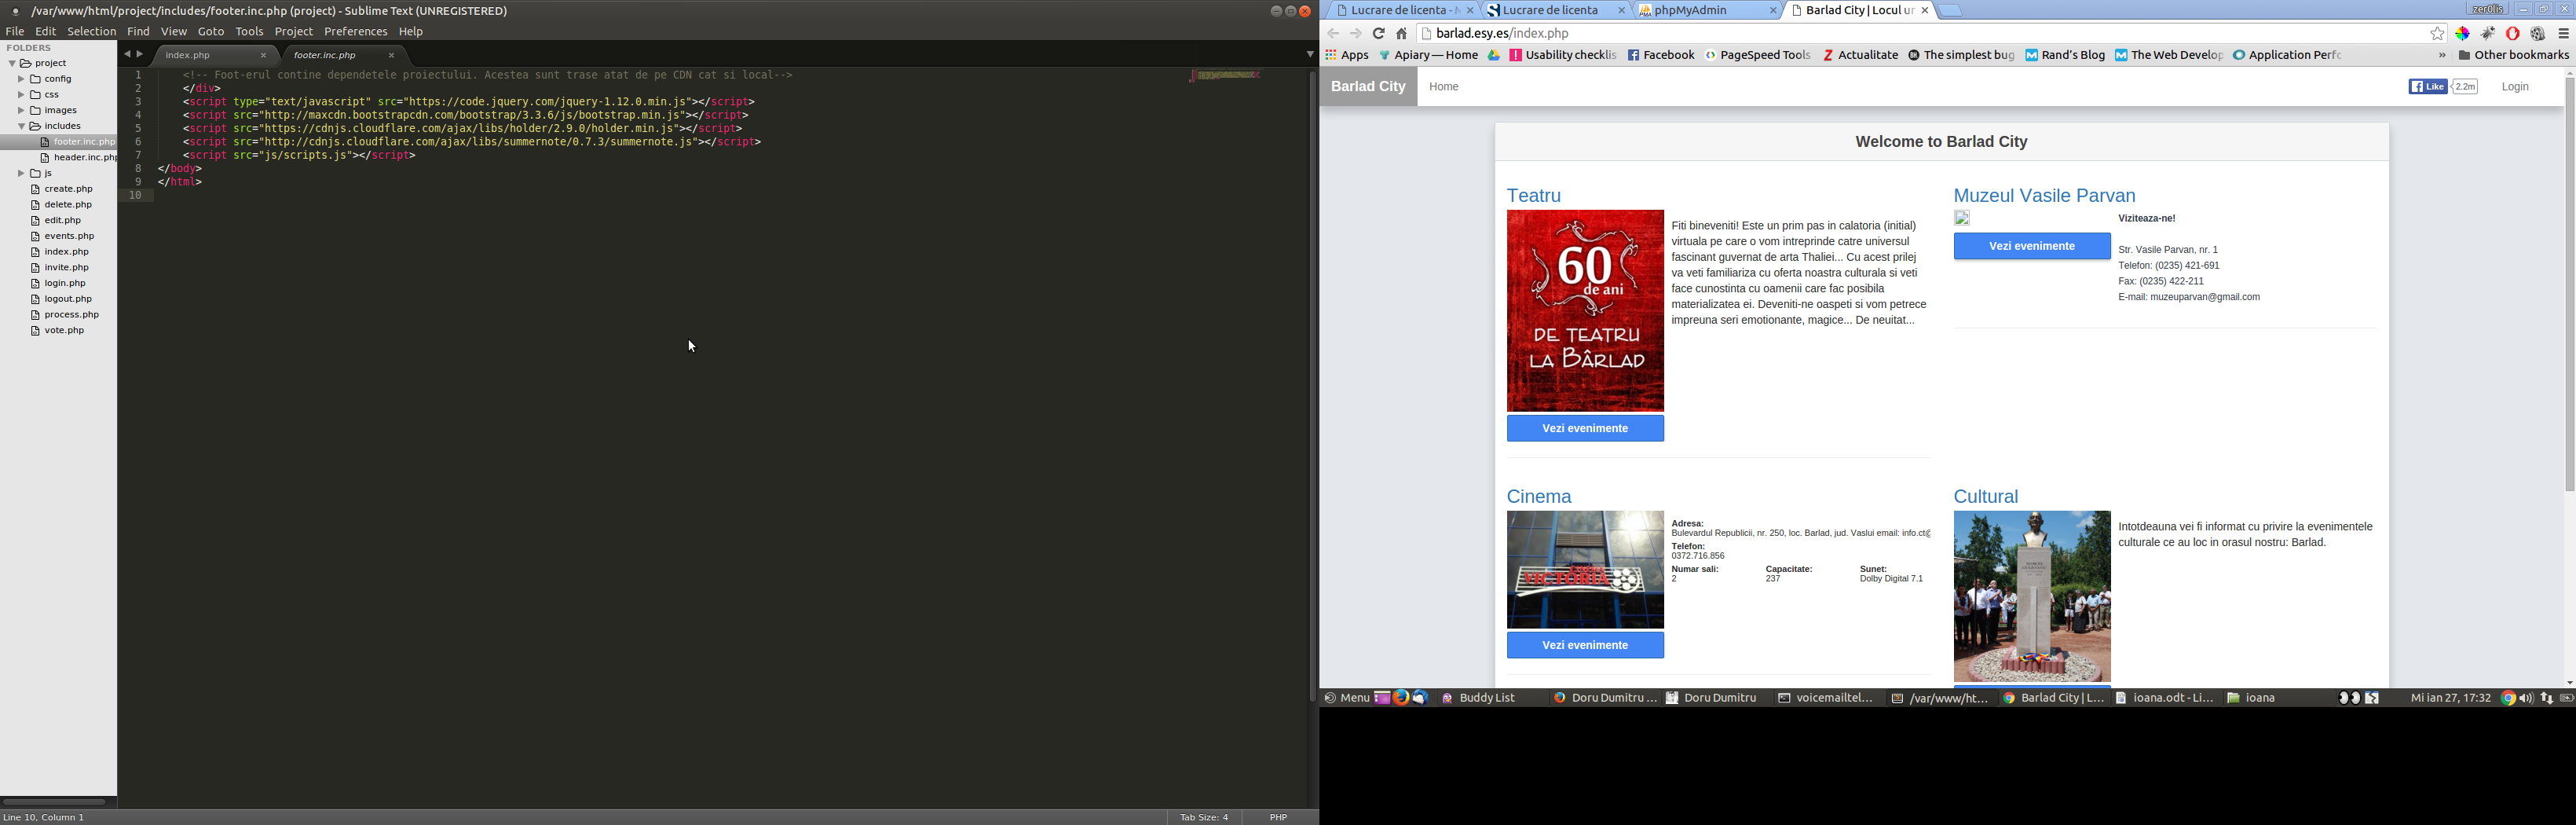 /var/www/html/project/includes/footer.inc.php (project) - Sublime Text (UNREGISTERED)
File Edit Selection Find View Goto Tools Project Preferences Help
FOLDERS
project
config
css
images
includes
footer.inc.php
header.inc.php
js
create.php
delete.php
edit.php
events.php
index.php
invite.php
login.php
logout.php
process.php
vote.php
index.php
footer.inc.php
1 <!-- Foot-erul contine dependetele proiectului. Acestea sunt trase atat de pe CDN cat si local-->
2 </div>
3 <script type="text/javascript" src="https://code.jquery.com/jquery-1.12.0.min.js"></script>
4 <script src="http://maxcdn.bootstrapcdn.com/bootstrap/3.3.6/js/bootstrap.min.js"></script>
5 <script src="https://cdnjs.cloudflare.com/ajax/libs/holder/2.9.0/holder.min.js"></script>
6 <script src="http://cdnjs.cloudflare.com/ajax/libs/summernote/0.7.3/summernote.js"></script>
7 <script src="js/scripts.js"></script>
8 </body>
9 </html>
10
Line 10, Column 1
Tab Size: 4
PHP
Lucrare de licenta -
Lucrare de licenta
phpMyAdmin
Barlad City | Locul ur
zer0lis
barlad.esy.es/index.php
Apps
Apiary — Home
Usability checklis
Facebook
PageSpeed Tools
Actualitate
The simplest bug
Rand's Blog
The Web Develop
Application Perfc
»
Other bookmarks
Barlad City
Home
Like
2.2m
Login
Welcome to Barlad City
Teatru
60
de ani
DE TEATRU
LA BÂRLAD
Fiti bineveniti! Este un prim pas in calatoria (initial)
virtuala pe care o vom intreprinde catre universul
fascinant guvernat de arta Thaliei... Cu acest prilej
va veti familiariza cu oferta noastra culturala si veti
face cunostinta cu oamenii care fac posibila
materializatea ei. Deveniti-ne oaspeti si vom petrece
impreuna seri emotionante, magice... De neuitat...
Vezi evenimente
Muzeul Vasile Parvan
Vezi evenimente
Viziteaza-ne!
Str. Vasile Parvan, nr. 1
Telefon: (0235) 421-691
Fax: (0235) 422-211
E-mail: muzeuparvan@gmail.com
Cinema
VICTORIA
Adresa:
Bulevardul Republicii, nr. 250, loc. Barlad, jud. Vaslui email: info.ct@
Telefon:
0372.716.856
Numar sali: Capacitate: Sunet:
2 237 Dolby Digital 7.1
Vezi evenimente
Cultural
Intotdeauna vei fi informat cu privire la evenimentele
culturale ce au loc in orasul nostru: Barlad.
Menu
Buddy List
Doru Dumitru ...
Doru Dumitru
voicemailtel...
/var/www/ht...
Barlad City | L...
ioana.odt - Li...
ioana
Mi ian 27, 17:32